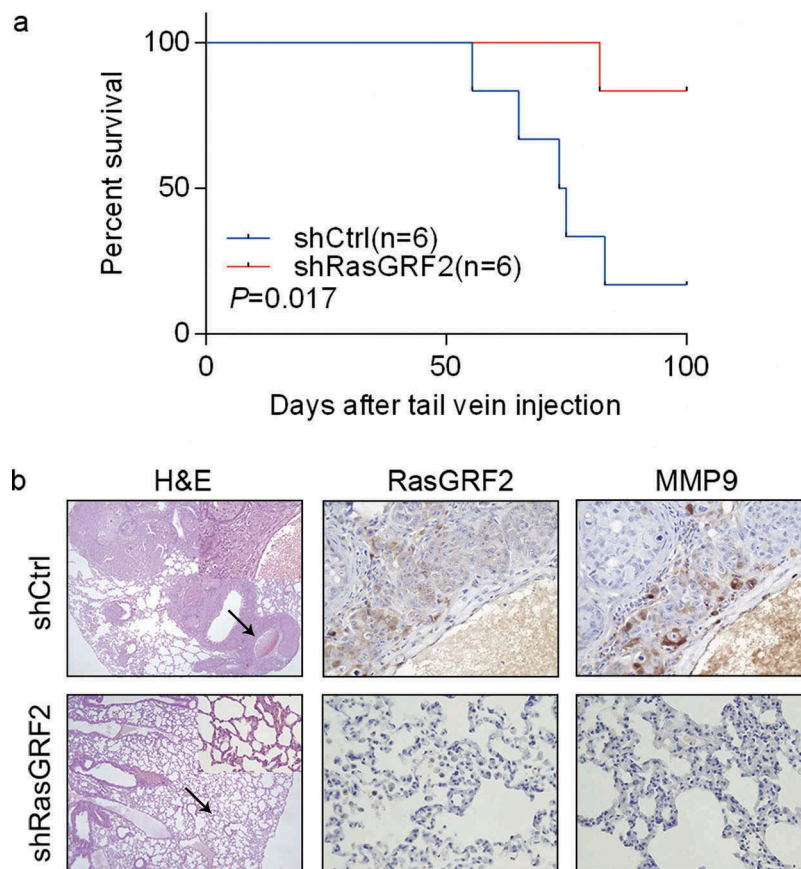 a
100
50
0
Percent survival
shCtrl(n=6)
shRasGRF2(n=6)
P=0.017
0 50 100
Days after tail vein injection
b
H&E RasGRF2 MMP9
shCtrl
shRasGRF2